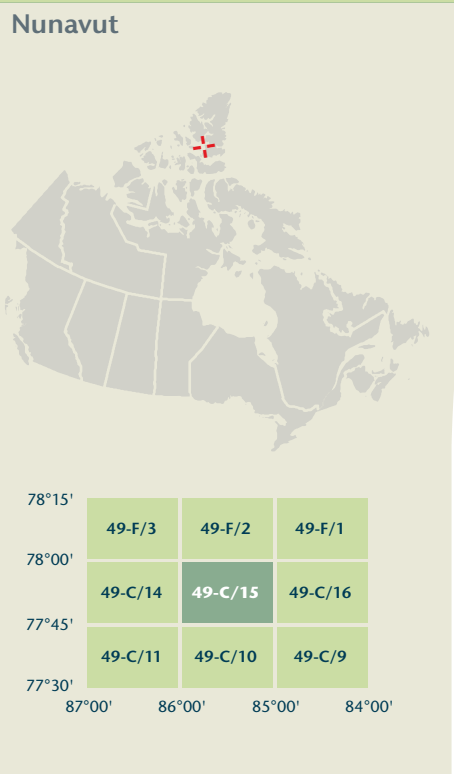 Nunavut
78°15'
49-F/3 49-F/2 49-F/1
78°00'
49-C/14 49-C/15 49-C/16
77°45'
49-C/11 49-C/10 49-C/9
77°30'
87°00' 86°00' 85°00' 84°00'